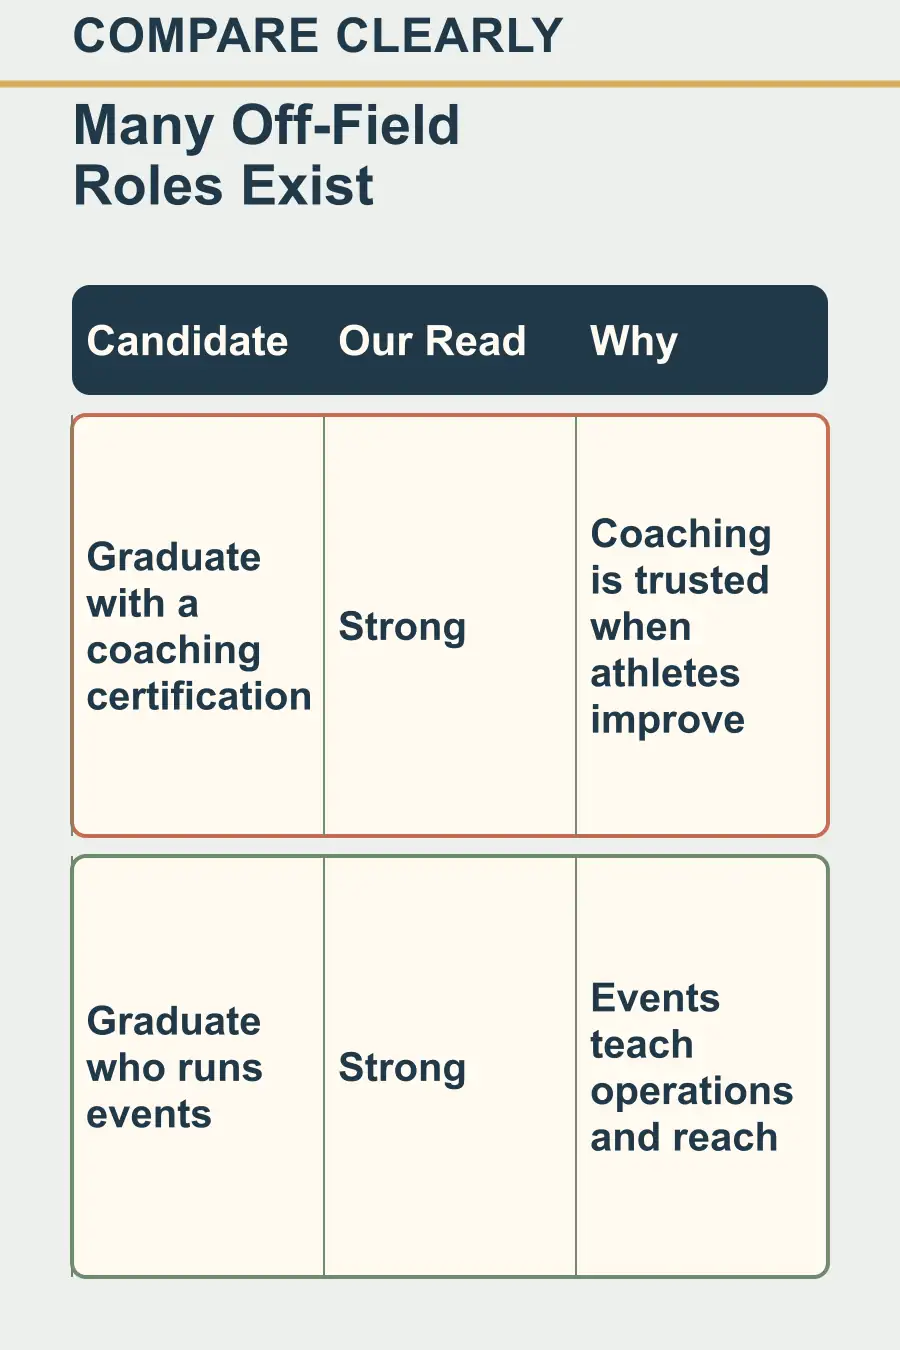 COMPARE CLEARLY
Many Off-Field
Roles Exist
Candidate Our Read Why
Graduate
with a
coaching
certification
Strong
Coaching
is trusted
when
athletes
improve
Graduate
who runs
events
Strong
Events
teach
operations
and reach